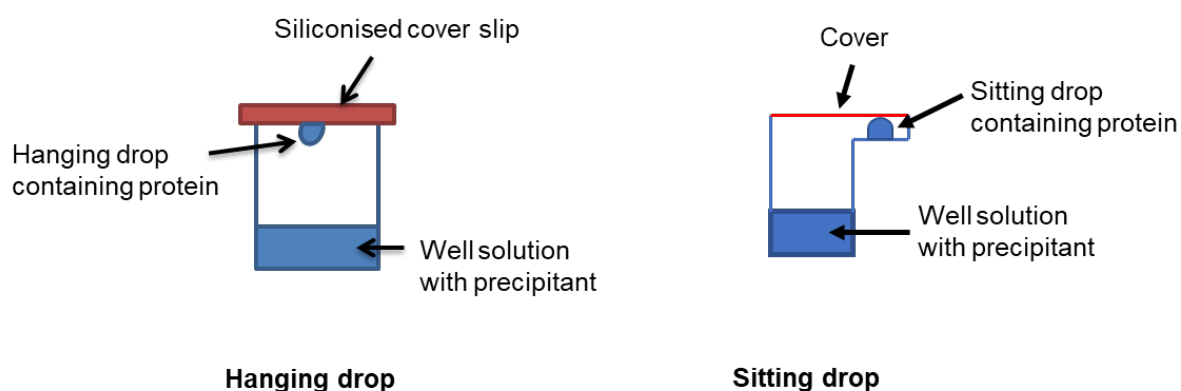 Siliconised cover slip
Hanging drop
containing protein
Well solution
with precipitant
Hanging drop
Cover
Sitting drop
containing protein
Well solution
with precipitant
Sitting drop